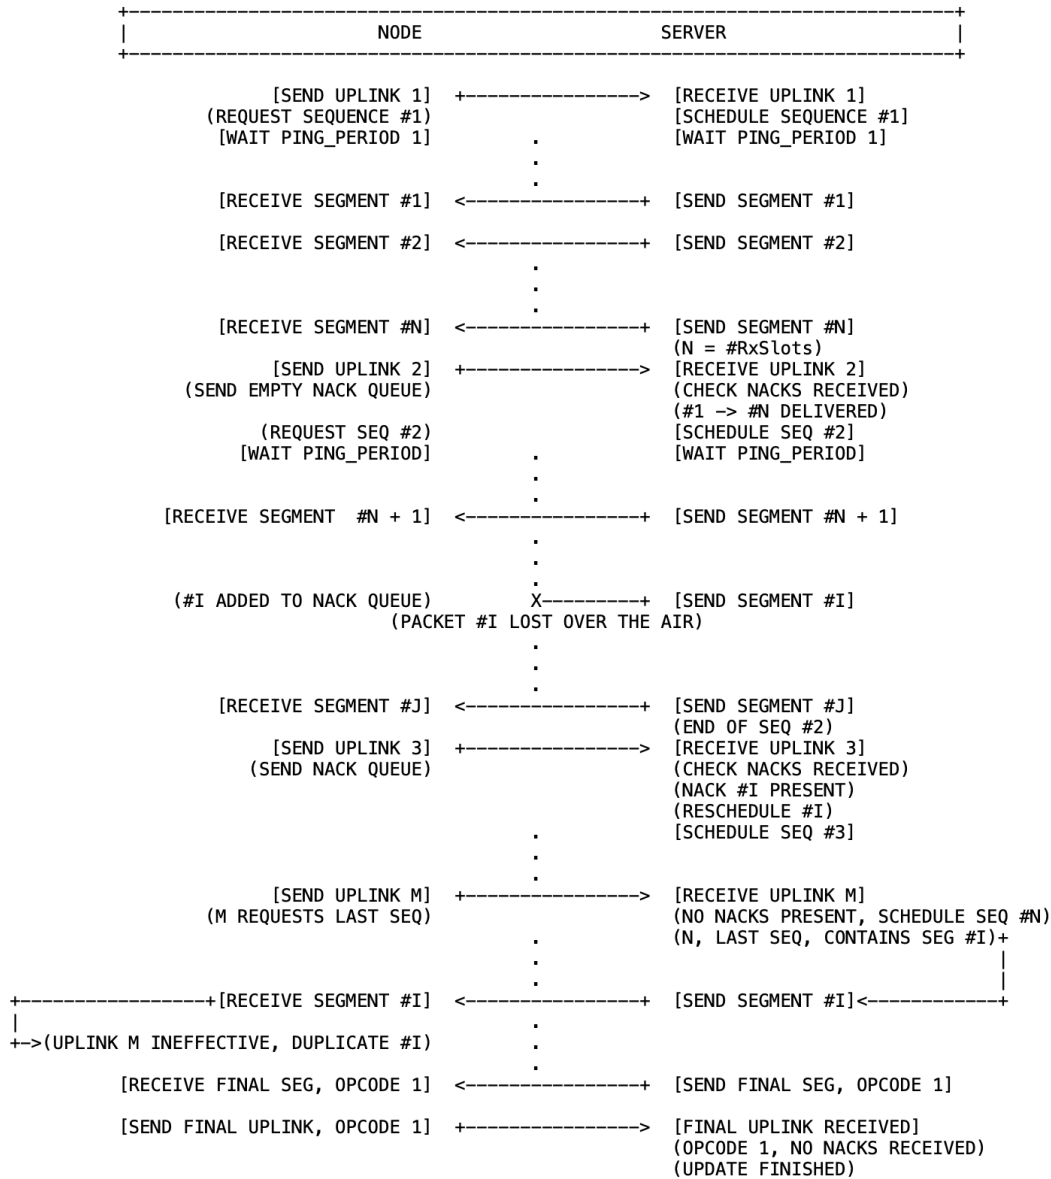 +-------------------------------------------------------------+
| NODE SERVER |
+-------------------------------------------------------------+
[SEND UPLINK 1] +----------------> [RECEIVE UPLINK 1]
(REQUEST SEQUENCE #1) [SCHEDULE SEQUENCE #1]
[WAIT PING_PERIOD 1] . [WAIT PING_PERIOD 1]
.
.
[RECEIVE SEGMENT #1] <----------------+ [SEND SEGMENT #1]
[RECEIVE SEGMENT #2] <----------------+ [SEND SEGMENT #2]
.
.
.
[RECEIVE SEGMENT #N] <----------------+ [SEND SEGMENT #N]
(N = #RxSlots)
[SEND UPLINK 2] +----------------> [RECEIVE UPLINK 2]
(SEND EMPTY NACK QUEUE) (CHECK NACKS RECEIVED)
(#1 -> #N DELIVERED)
(REQUEST SEQ #2) [SCHEDULE SEQ #2]
[WAIT PING_PERIOD] . [WAIT PING_PERIOD]
.
.
[RECEIVE SEGMENT #N + 1] <----------------+ [SEND SEGMENT #N + 1]
.
.
.
(#I ADDED TO NACK QUEUE) X---------+ [SEND SEGMENT #I]
(PACKET #I LOST OVER THE AIR)
.
.
.
[RECEIVE SEGMENT #J] <----------------+ [SEND SEGMENT #J]
(END OF SEQ #2)
[SEND UPLINK 3] +----------------> [RECEIVE UPLINK 3]
(SEND NACK QUEUE) (CHECK NACKS RECEIVED)
(NACK #I PRESENT)
(RESCHEDULE #I)
. [SCHEDULE SEQ #3]
.
.
[SEND UPLINK M] +----------------> [RECEIVE UPLINK M]
(M REQUESTS LAST SEQ) (NO NACKS PRESENT, SCHEDULE SEQ #N)
. (N, LAST SEQ, CONTAINS SEG #I)+
. |
. |
+-----------------+[RECEIVE SEGMENT #I] <----------------+ [SEND SEGMENT #I]<------------+
| .
+->(UPLINK M INEFFECTIVE, DUPLICATE #I) .
.
[RECEIVE FINAL SEG, OPCODE 1] <----------------+ [SEND FINAL SEG, OPCODE 1]
[SEND FINAL UPLINK, OPCODE 1] +----------------> [FINAL UPLINK RECEIVED]
(OPCODE 1, NO NACKS RECEIVED)
(UPDATE FINISHED)